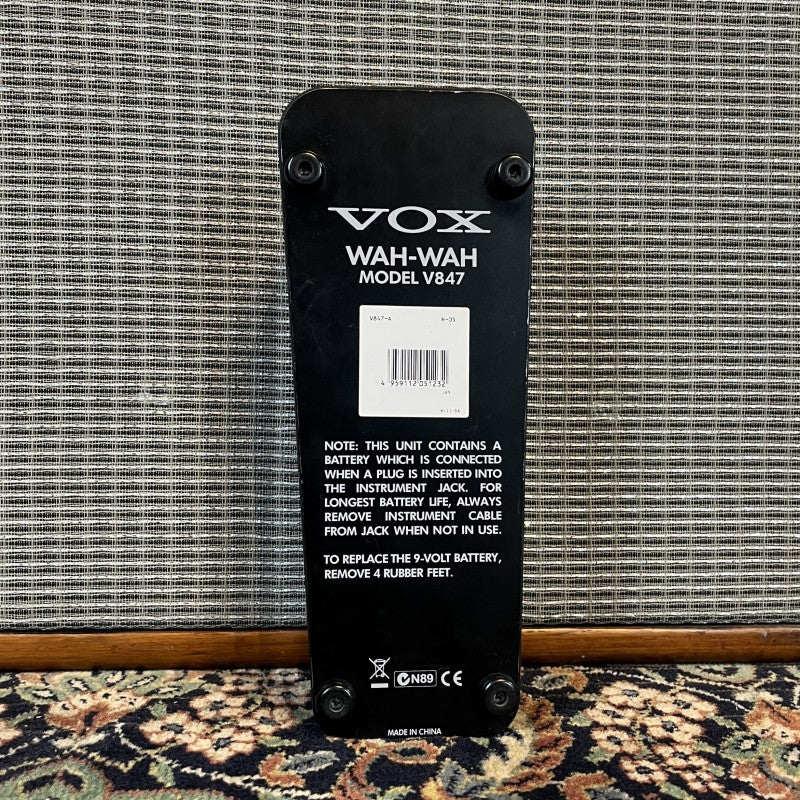 VOX
WAH-WAH
MODEL V847
V847-A H-05
4 959112 051232
NOTE: THIS UNIT CONTAINS A
BATTERY WHICH IS CONNECTED
WHEN A PLUG IS INSERTED INTO
THE INSTRUMENT JACK. FOR
LONGEST BATTERY LIFE, ALWAYS
REMOVE INSTRUMENT CABLE
FROM JACK WHEN NOT IN USE.
TO REPLACE THE 9-VOLT BATTERY,
REMOVE 4 RUBBER FEET.
N89 CE
MADE IN CHINA